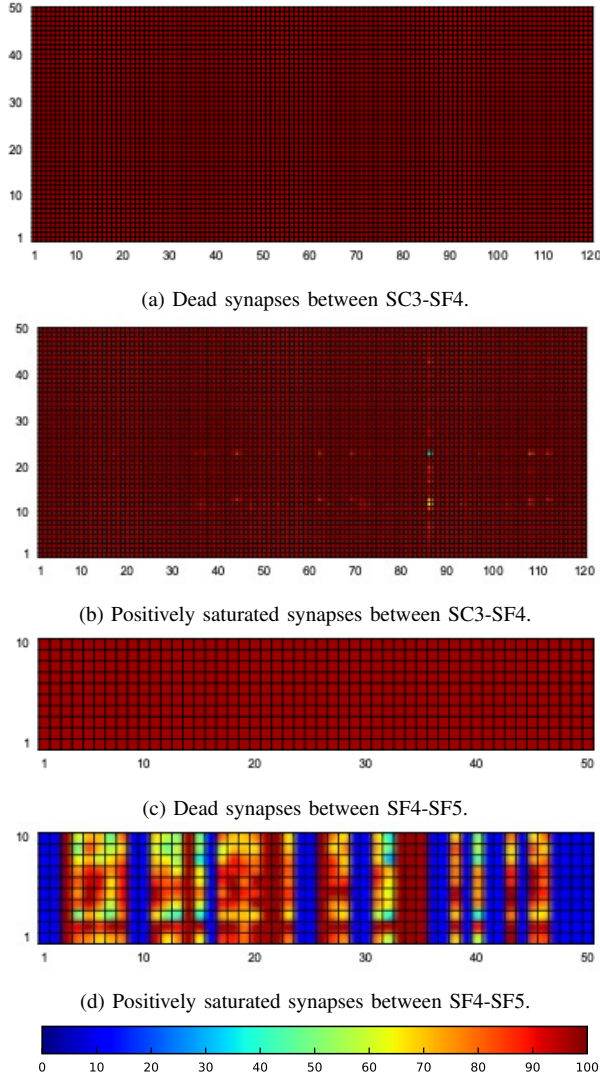 50
40
30
20
10
1
1 10 20 30 40 50 60 70 80 90 100 110 120
(a) Dead synapses between SC3-SF4.
50
40
30
20
10
1
1 10 20 30 40 50 60 70 80 90 100 110 120
(b) Positively saturated synapses between SC3-SF4.
10
1
1 10 20 30 40 50
(c) Dead synapses between SF4-SF5.
10
1
1 10 20 30 40 50
(d) Positively saturated synapses between SF4-SF5.
0 10 20 30 40 50 60 70 80 90 100